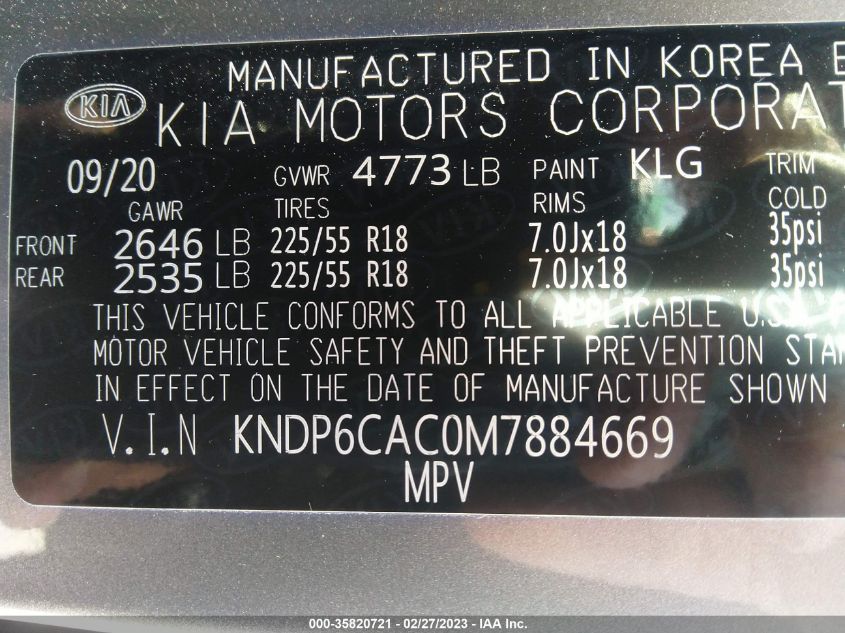 MANUFACTURED IN KOREA
KIA KIA MOTORS
09/20 GVWR 4773 LB PAINT KLG TRIM
GAWR TIRES RIMS COLD
FRONT 2646 LB 225/55 R18 7.0Jx18 35psi
REAR 2535 LB 225/55 R18 7.0Jx18 35psi
THIS VEHICLE CONFORMS TO ALL APPLICABLE U.S.A
MOTOR VEHICLE SAFETY AND THEFT PREVENTION
IN EFFECT ON THE DATE OF MANUFACTURE SHOWN
V.I.N KNDP6CAC0M7884669
MPV
000-35820721 - 02/27/2023 - IAA Inc.